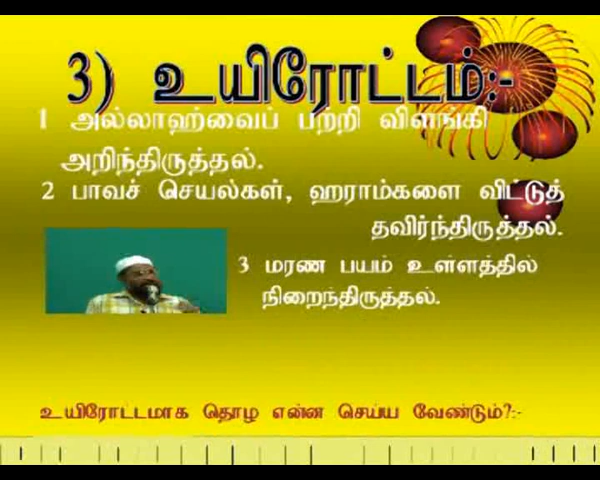 3) உயிரோட்டம்:-
1 அல்லாஹ்வைப் பற்றி விளங்கி
அறிந்திருத்தல்.
2 பாவச் செயல்கள், ஹராம்களை விட்டுத்
தவிர்ந்திருத்தல்.
3 மரண பயம் உள்ளத்தில்
நிறைந்திருத்தல்.
உயிரோட்டமாக தொழ என்ன செய்ய வேண்டும்?:-